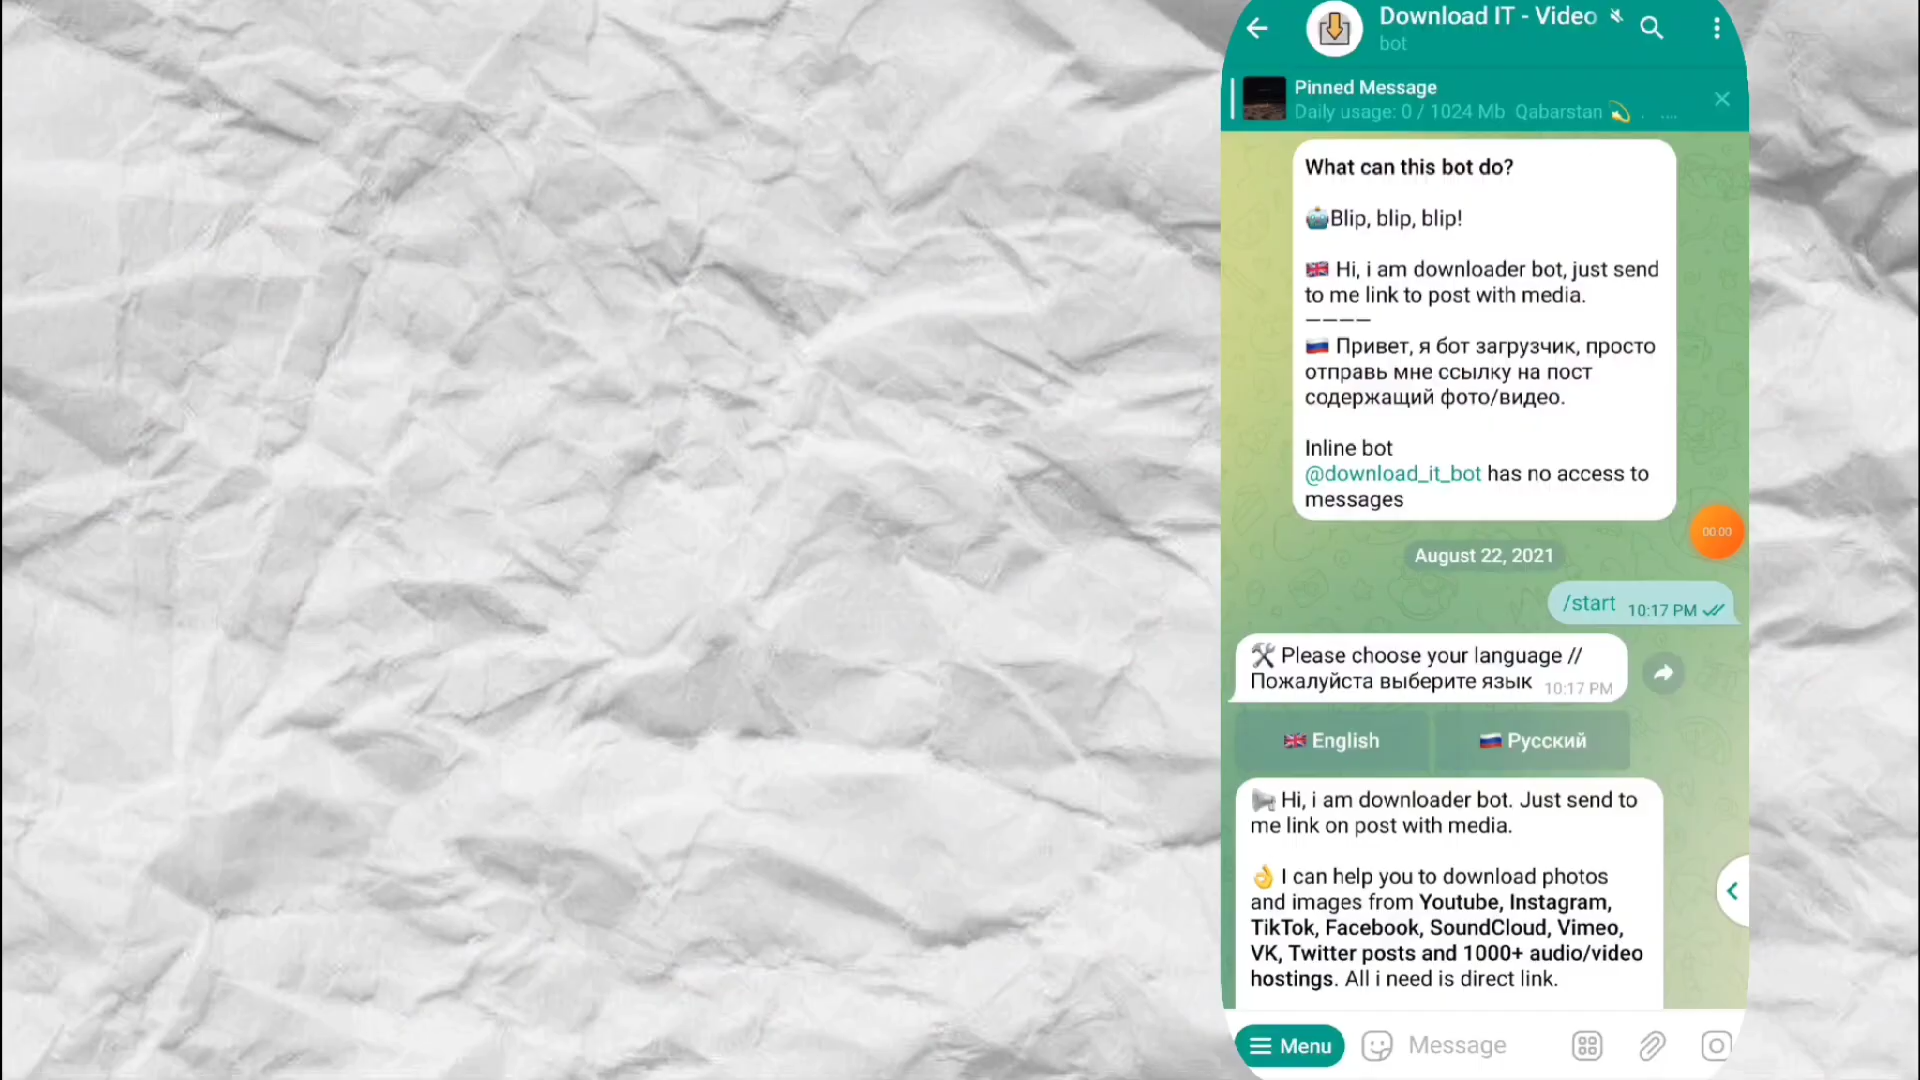 Download IT - Video
bot
Pinned Message
Daily usage: 0 / 1024 Mb Qabarstan 💫 . ....
What can this bot do?
🤖Blip, blip, blip!
🇬🇧 Hi, i am downloader bot, just send
to me link to post with media.
————
🇷🇺 Привет, я бот загрузчик, просто
отправь мне ссылку на пост
содержащий фото/видео.
Inline bot
@download_it_bot has no access to
messages
00:00
August 22, 2021
/start 10:17 PM
🛠 Please choose your language //
Пожалуйста выберите язык 10:17 PM
🇬🇧 English
🇷🇺 Русский
📢 Hi, i am downloader bot. Just send to
me link on post with media.
👌 I can help you to download photos
and images from Youtube, Instagram,
TikTok, Facebook, SoundCloud, Vimeo,
VK, Twitter posts and 1000+ audio/video
hostings. All i need is direct link.
Menu
Message